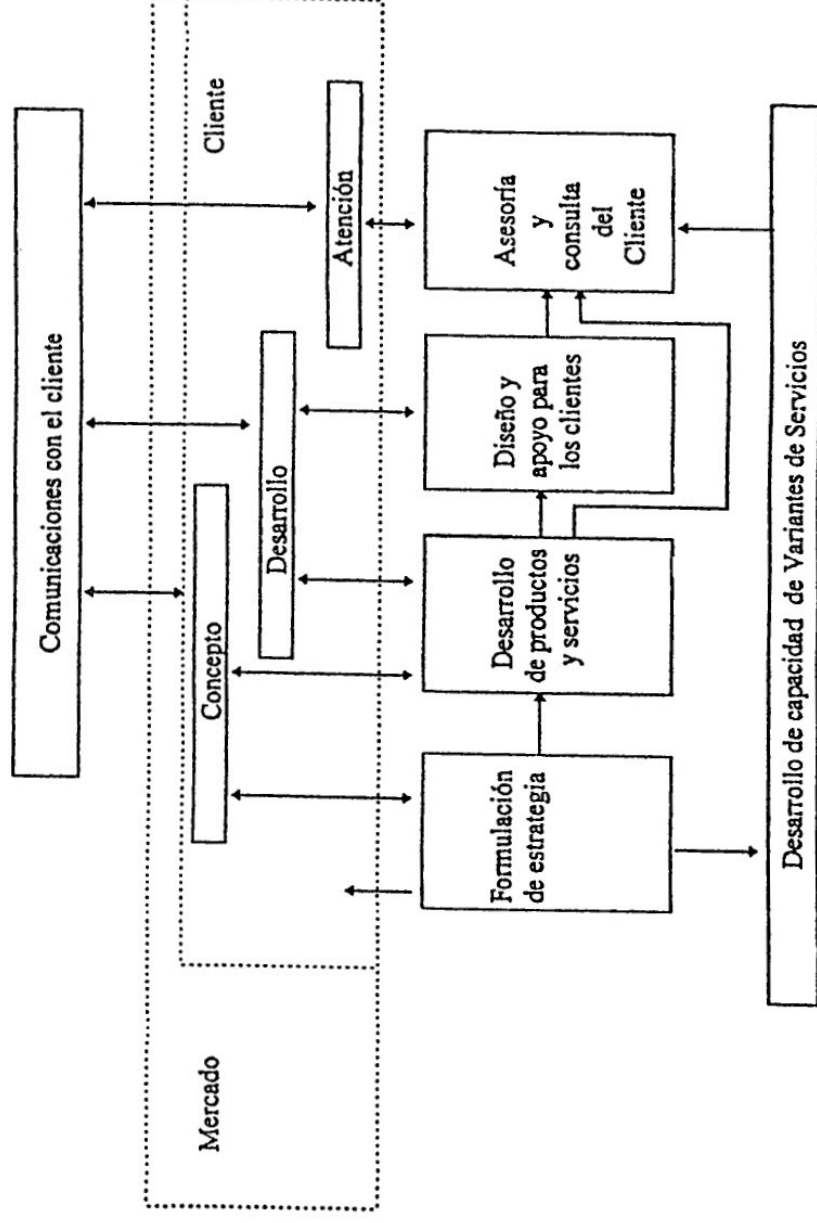 Comunicaciones con el cliente
Mercado
Cliente
Concepto
Desarrollo
Atención
Formulación
de estrategia
Desarrollo
de productos
y servicios
Diseño y
apoyo para
los clientes
Asesoría
y
consulta
del
Cliente
Desarrollo de capacidad de Variantes de Servicios